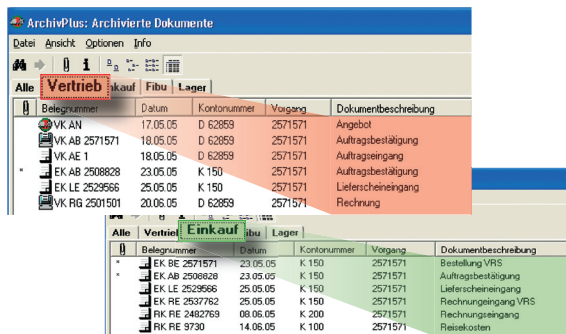 ArchivPlus: Archivierte Dokumente
Datei Ansicht Optionen Info
Alle Vertrieb nkauf Fibu Lager
Belegnummer Datum Kontonummer Vorgang Dokumentbeschreibung
VK AN 17.05.05 D 62859 2571571 Angebot
VK AB 2571571 18.05.05 D 62859 2571571 Auftragsbestätigung
VK AE 1 18.05.05 D 62859 2571571 Auftragseingang
* EK AB 2508828 23.05.05 K 150 2571571 Auftragsbestätigung
EK LE 2529566 25.05.05 K 150 2571571 Lieferscheineingang
VK RG 2501501 20.06.05 D 62859 2571571 Rechnung
Alle Vertrieb Einkauf Fibu Lager
Belegnummer Datum Kontonummer Vorgang Dokumentbeschreibung
* EK BE 2571571 23.05.05 K 150 2571571 Bestellung VRS
* EK AB 2508828 23.05.05 K 150 2571571 Auftragsbestätigung
EK LE 2529566 25.05.05 K 150 2571571 Lieferscheineingang
EK RE 2537762 25.05.05 K 150 2571571 Rechnungeingang VRS
RK RE 2482769 08.06.05 K 200 2571571 Rechnungseingang
RK RE 9730 14.06.05 K 100 2571571 Reisekosten